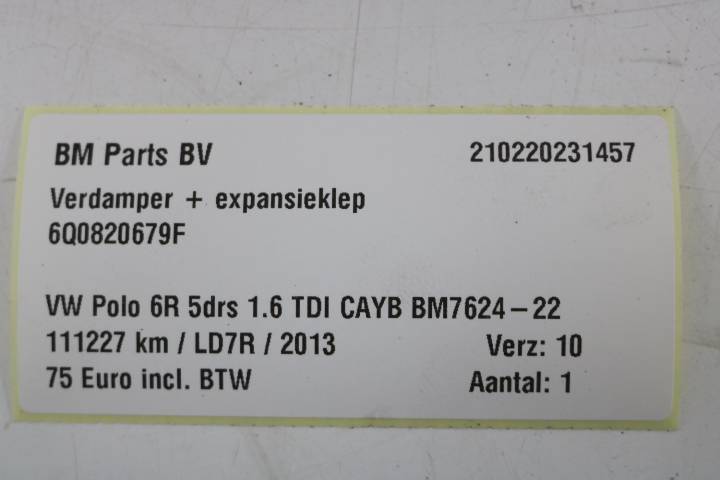 BM Parts BV 210220231457
Verdamper + expansieklep
6Q0820679F
VW Polo 6R 5drs 1.6 TDI CAYB BM7624-22
111227 km / LD7R / 2013 Verz: 10
75 Euro incl. BTW Aantal: 1